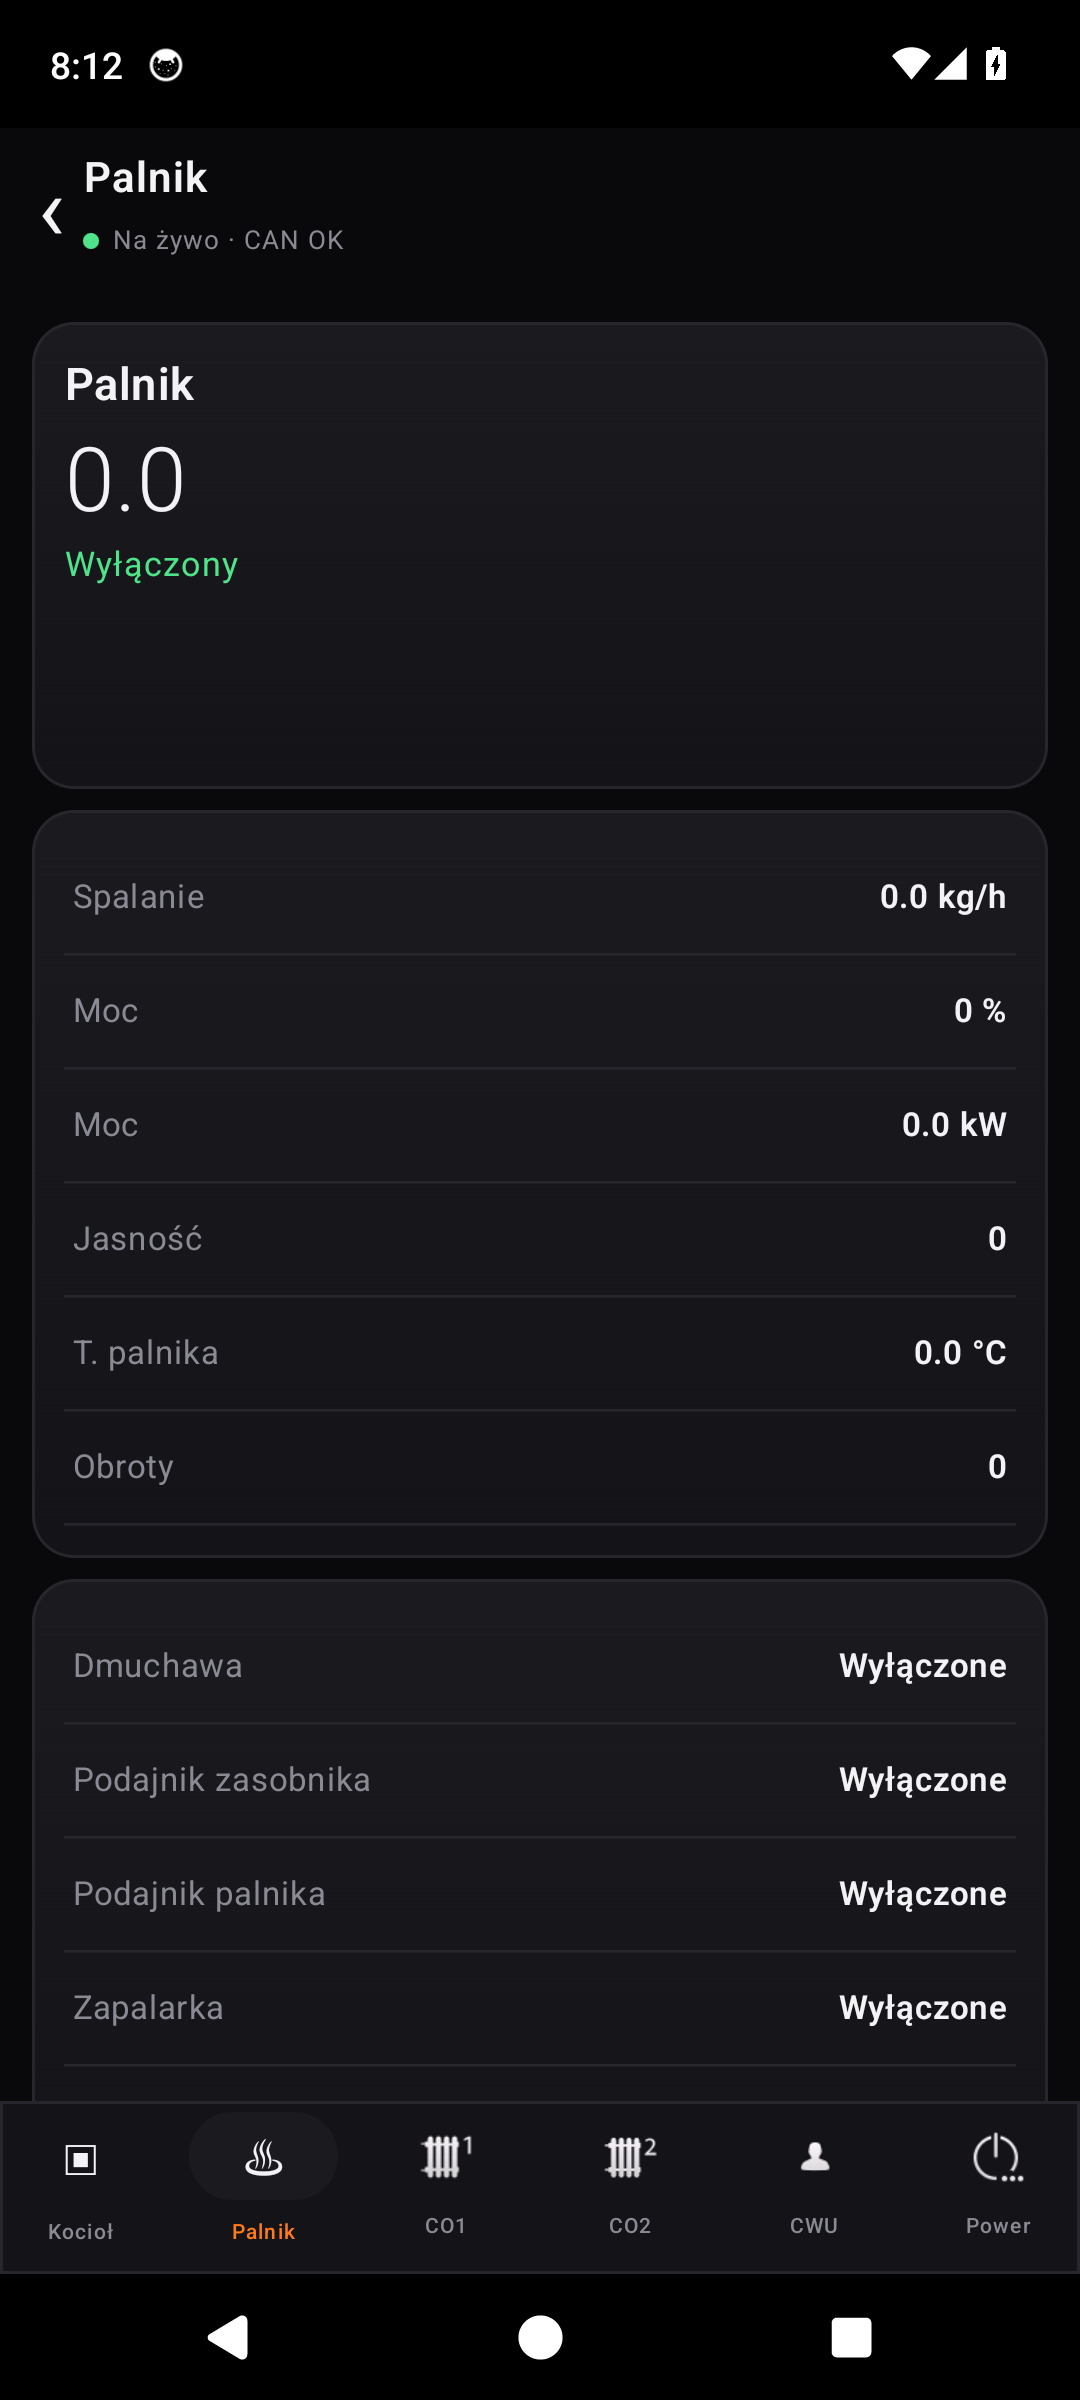 8:12
Palnik
Na żywo · CAN OK
Palnik
0.0
Wyłączony
Spalanie 0.0 kg/h
Moc 0 %
Moc 0.0 kW
Jasność 0
T. palnika 0.0 °C
Obroty 0
Dmuchawa Wyłączone
Podajnik zasobnika Wyłączone
Podajnik palnika Wyłączone
Zapalarka Wyłączone
1 2
Kocioł Palnik CO1 CO2 CWU Power